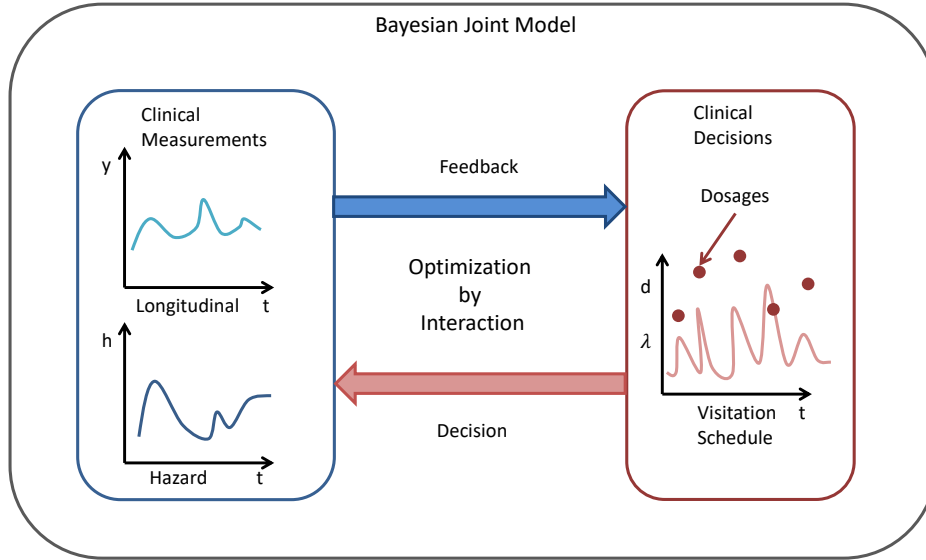 Bayesian Joint Model
Clinical
Measurements
y
Longitudinal t
h
Hazard t
Feedback
Optimization
by
Interaction
Decision
Clinical
Decisions
Dosages
d
λ
Visitation t
Schedule